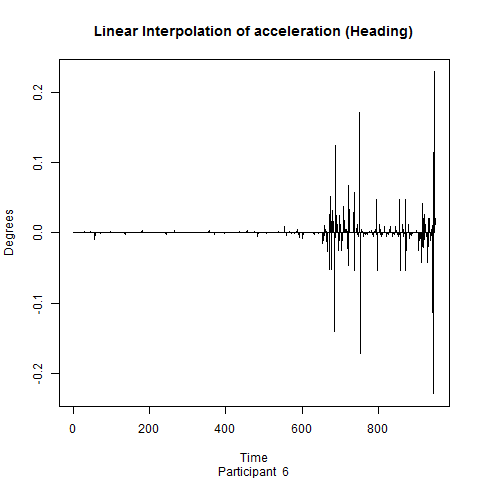 Linear Interpolation of acceleration (Heading)
Degrees
0.2
0.1
0.0
-0.1
-0.2
0 200 400 600 800
Time
Participant 6